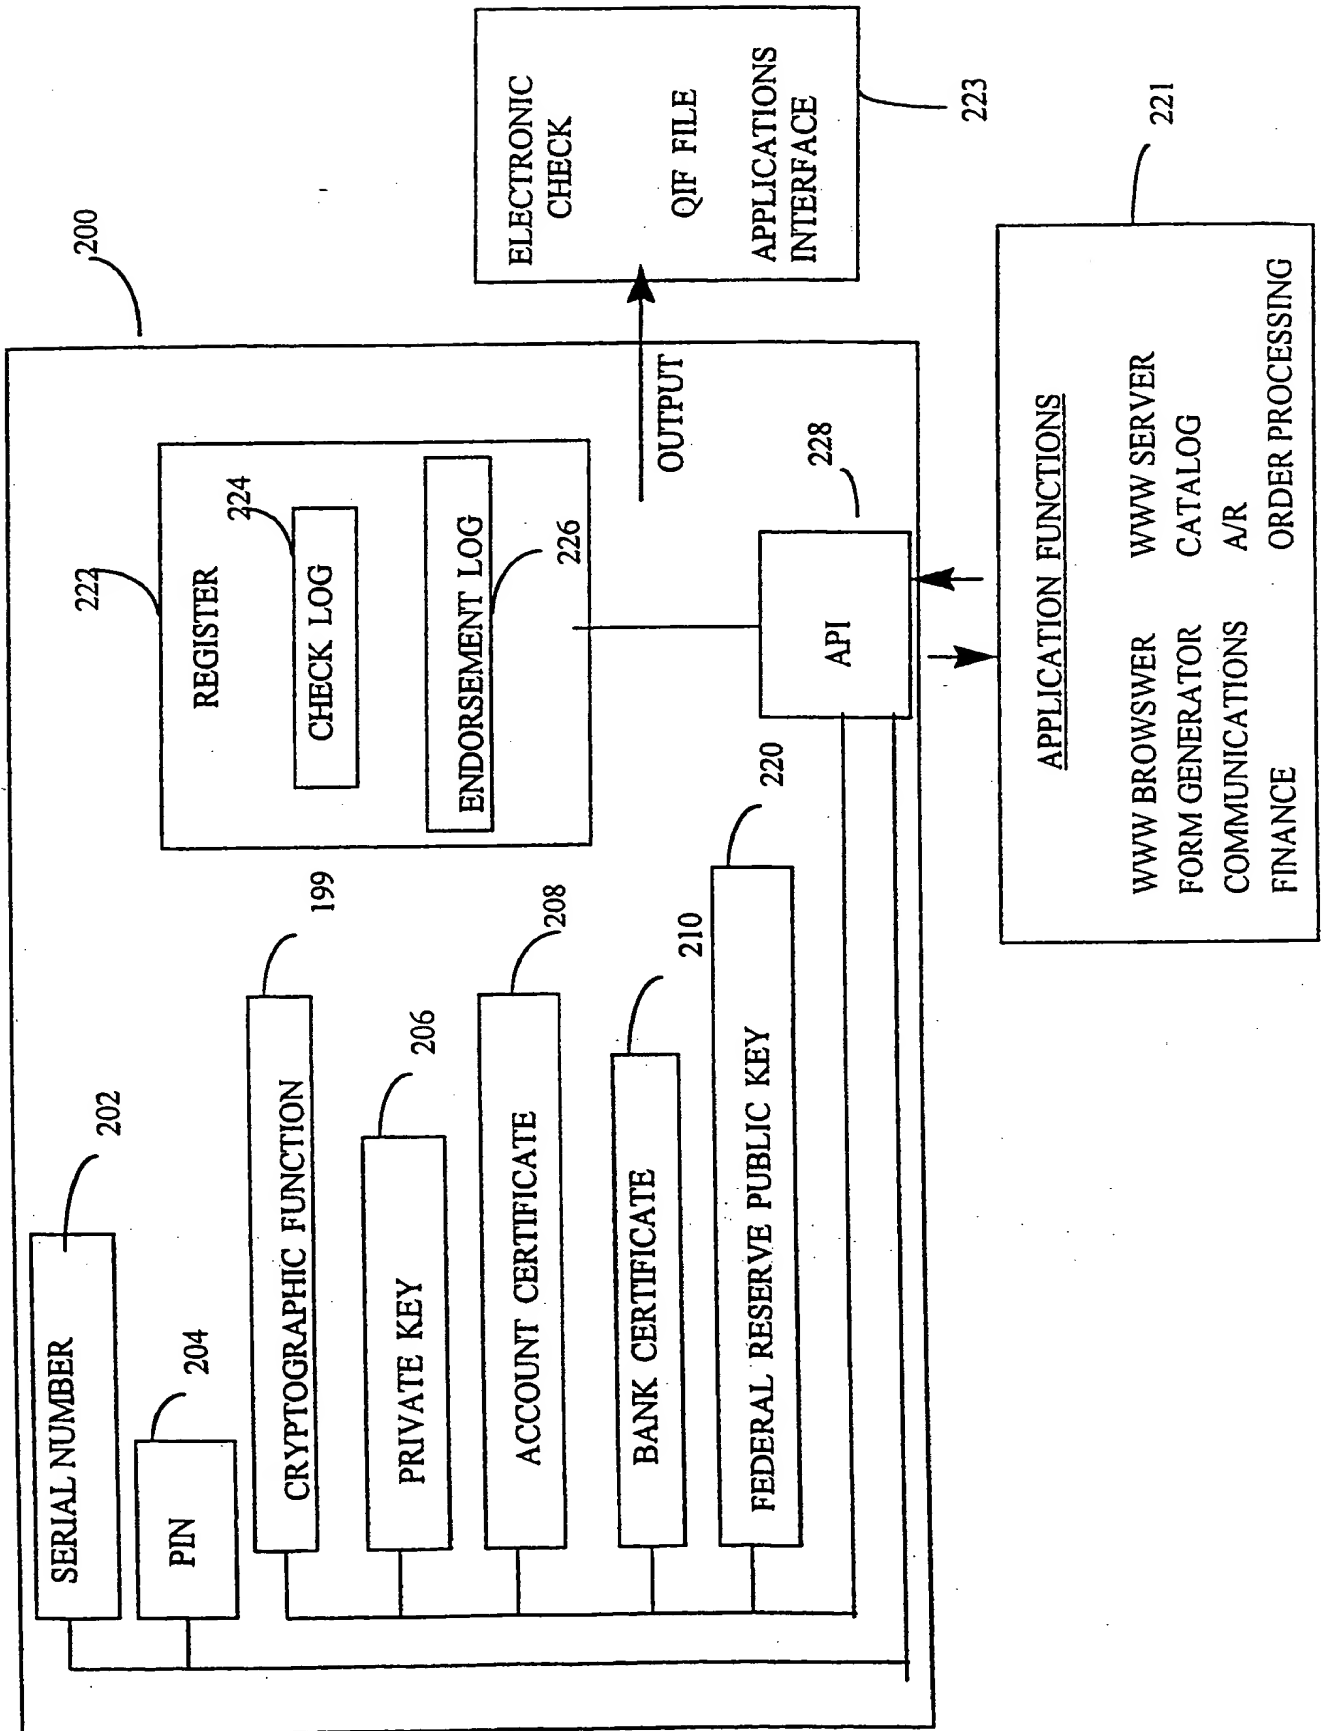 200
SERIAL NUMBER
202
PIN
204
CRYPTOGRAPHIC FUNCTION
199
PRIVATE KEY
206
ACCOUNT CERTIFICATE
208
BANK CERTIFICATE
210
FEDERAL RESERVE PUBLIC KEY
220
222
REGISTER
224
CHECK LOG
ENDORSEMENT LOG
226
OUTPUT
228
API
ELECTRONIC
CHECK
QIF FILE
APPLICATIONS
INTERFACE
223
221
APPLICATION FUNCTIONS
WWW BROWSWER WWW SERVER
FORM GENERATOR CATALOG
COMMUNICATIONS A/R
FINANCE ORDER PROCESSING